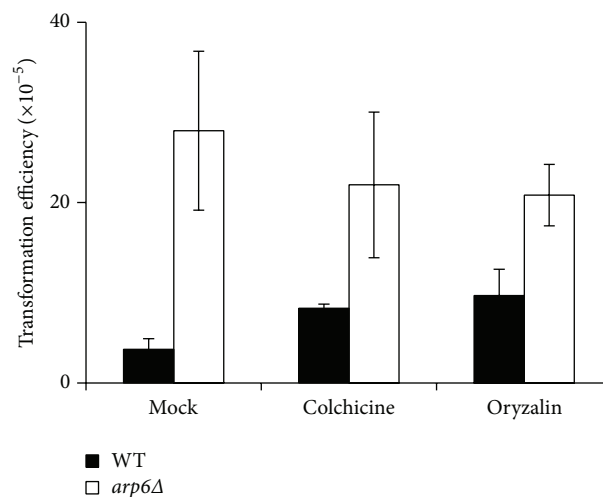 Transformation efficiency (×10⁻⁵)
40
20
0
Mock Colchicine Oryzalin
WT
arp6Δ